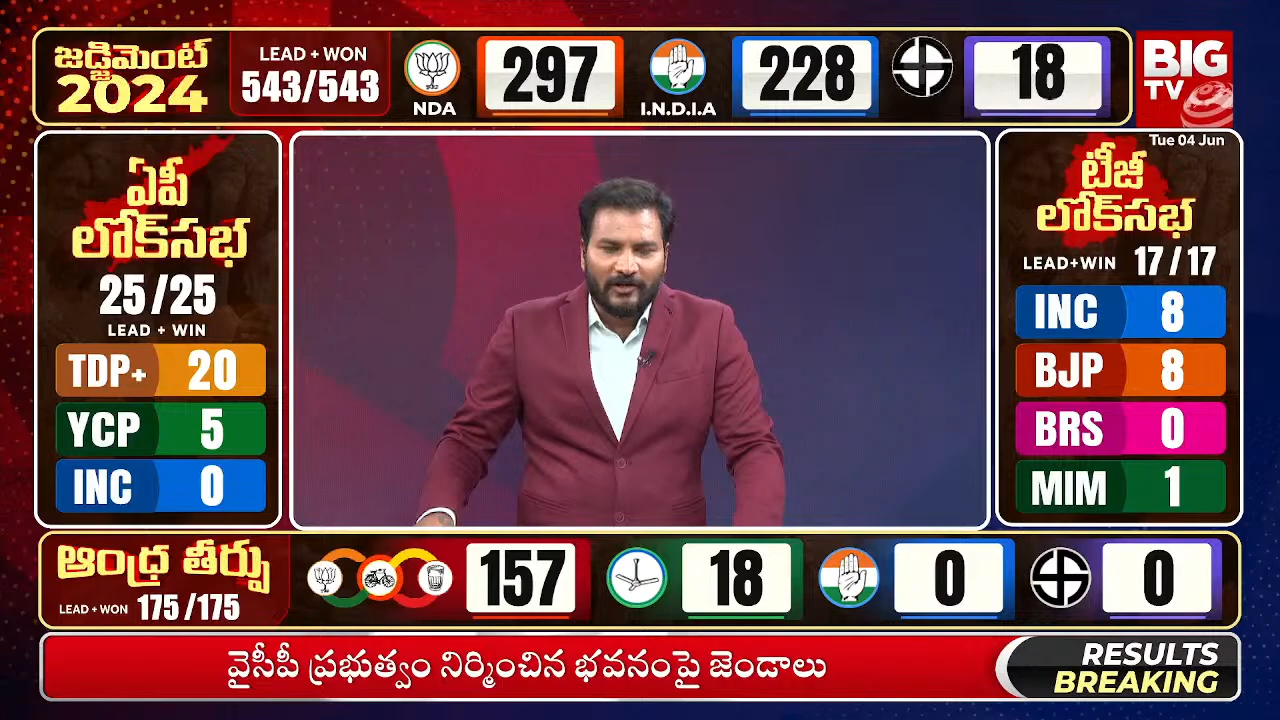 జడ్జిమెంట్
2024
LEAD + WON
543/543
NDA
297
I.N.D.I.A
228
18
BIG
TV
Tue 04 Jun
ఏపీ
లోక్‌సభ
25/25
LEAD + WIN
TDP+ 20
YCP 5
INC 0
టీజీ
లోక్‌సభ
LEAD+WIN 17/17
INC 8
BJP 8
BRS 0
MIM 1
ఆంధ్ర తీర్పు
LEAD + WON 175/175
157
18
0
0
వైసీపీ ప్రభుత్వం నిర్మించిన భవనంపై జెండాలు
RESULTS
BREAKING